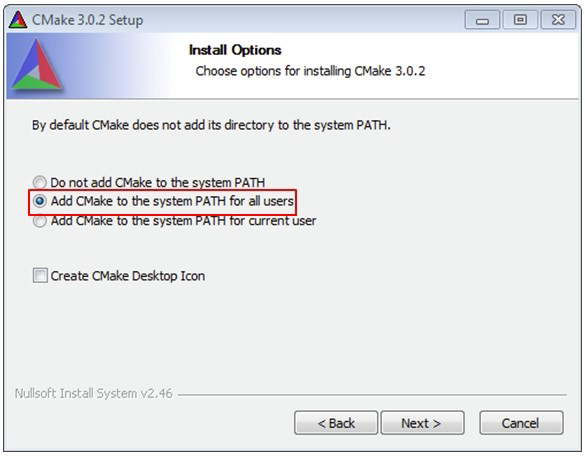 CMake 3.0.2 Setup
Install Options
Choose options for installing CMake 3.0.2
By default CMake does not add its directory to the system PATH.
Do not add CMake to the system PATH
Add CMake to the system PATH for all users
Add CMake to the system PATH for current user
Create CMake Desktop Icon
Nullsoft Install System v2.46
< Back
Next >
Cancel